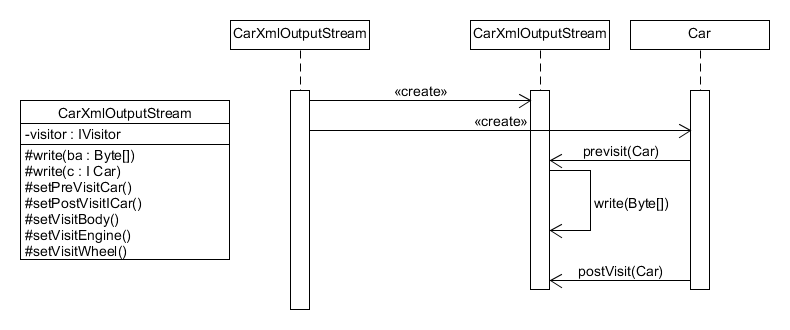 CarXmlOutputStream
CarXmlOutputStream
Car
«create»
«create»
previsit(Car)
write(Byte[])
postVisit(Car)
CarXmlOutputStream
-visitor : IVisitor
#write(ba : Byte[])
#write(c : I Car)
#setPreVisitCar()
#setPostVisitICar()
#setVisitBody()
#setVisitEngine()
#setVisitWheel()